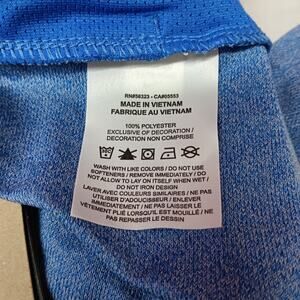 RN#56323 - CA#05553
MADE IN VIETNAM
FABRIQUÉ AU VIETNAM
100% POLYESTER
EXCLUSIVE OF DECORATION /
DECORATION NON COMPRISE
WASH WITH LIKE COLORS / DO NOT USE
SOFTENERS / REMOVE IMMEDIATELY / DO
NOT ALLOW TO LAY ON ITSELF WHEN WET /
DO NOT IRON DESIGN
LAVER AVEC COULEURS SIMILAIRES / NE PAS
UTILISER D'ADOUCISSEUR / ENLEVER
IMMÉDIATEMENT / NE PAS LAISSER LE
VÊTEMENT PLIÉ LORSQU'IL EST MOUILLÉ / NE
PAS REPASSER LE DESSIN